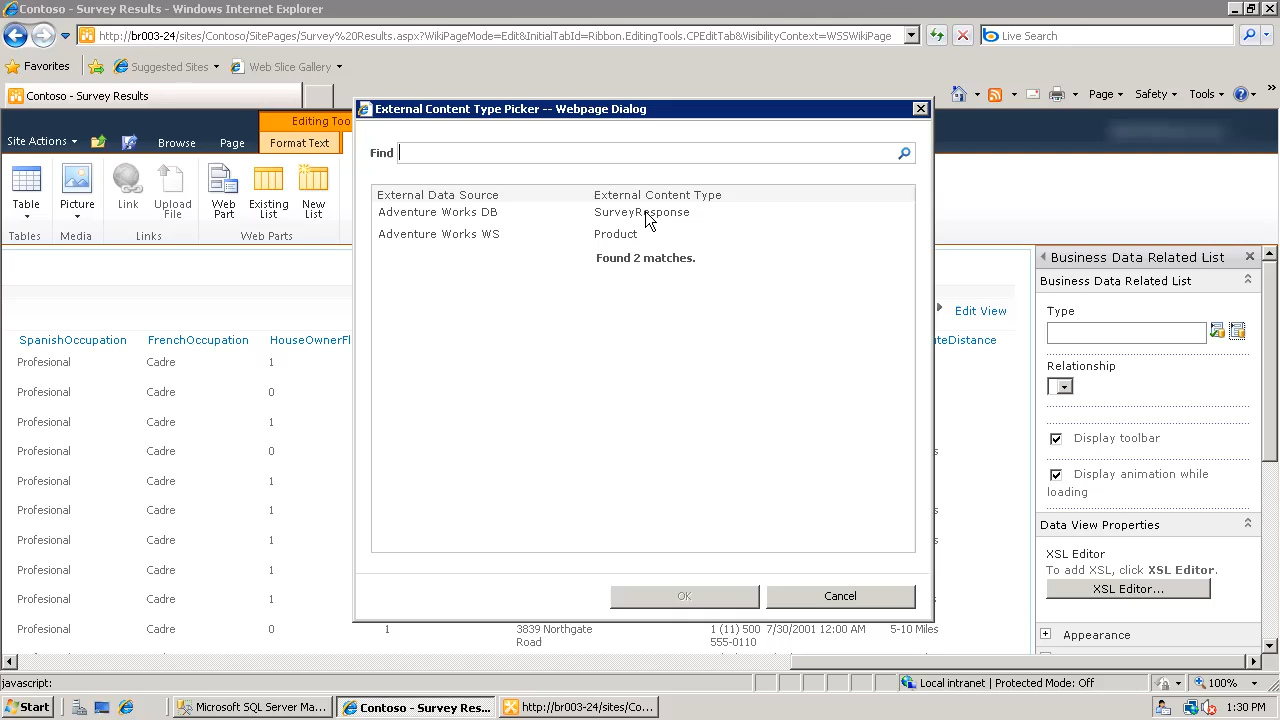 Contoso - Survey Results - Windows Internet Explorer
http://br003-24/sites/Contoso/SitePages/Survey%20Results.aspx?WikiPageMode=Edit&InitialTabId=Ribbon.EditingTools.CPEditTab&VisibilityContext=WSSWikiPage
Live Search
Favorites
Suggested Sites
Web Slice Gallery
Contoso - Survey Results
Page
Safety
Tools
External Content Type Picker -- Webpage Dialog
Editing Too
Site Actions
Browse
Page
Format Text
Find
Table
Picture
Link
Upload File
Web Part
Existing List
New List
Tables
Media
Links
Web Parts
External Data Source External Content Type
Adventure Works DB SurveyResponse
Adventure Works WS Product
Found 2 matches.
OK
Cancel
Edit View
SpanishOccupation FrenchOccupation HouseOwnerFl
uteDistance
Profesional Cadre 1
Profesional Cadre 0
Profesional Cadre 1
Profesional Cadre 0
Profesional Cadre 1
Profesional Cadre 1
Profesional Cadre 1
Profesional Cadre 1
Profesional Cadre 1
Profesional Cadre 0 1 3839 Northgate 1 (11) 500 7/30/2001 12:00 AM 5-10 Miles
Road 555-0110
Business Data Related List
Business Data Related List
Type
Relationship
Display toolbar
Display animation while
loading
Data View Properties
XSL Editor
To add XSL, click XSL Editor.
XSL Editor...
Appearance
javascript:
Local intranet | Protected Mode: Off
100%
Start
Microsoft SQL Server Ma...
Contoso - Survey Res...
http://br003-24/sites/Co...
1:30 PM